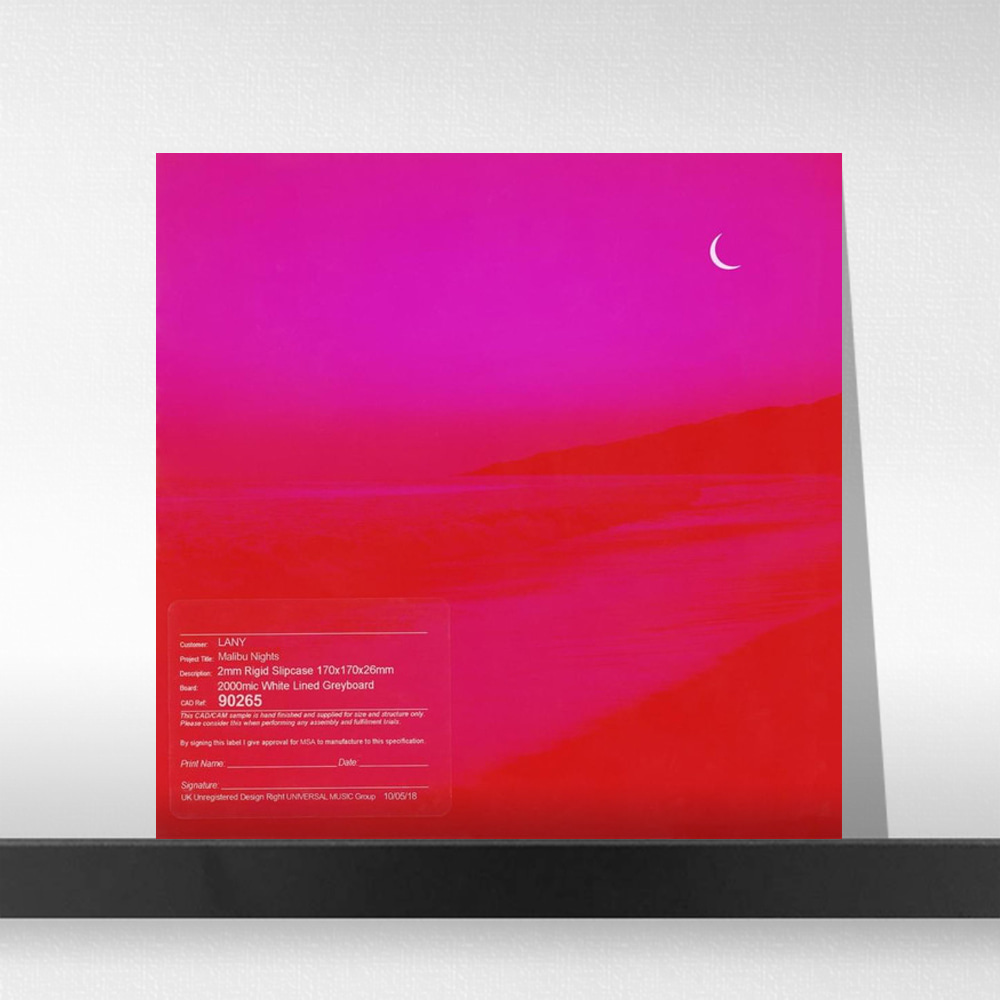 Customer: LANY
Project Title: Malibu Nights
Description: 2mm Rigid Slipcase 170x170x26mm
Board: 2000mic White Lined Greyboard
CAD Ref: 90265
This CAD/CAM sample is hand finished and supplied for size and structure only.
Please consider this when performing any assembly and fulfilment trials.
By signing this label I give approval for MSA to manufacture to this specification.
Print Name: Date:
Signature:
UK Unregistered Design Right UNIVERSAL MUSIC Group 10/05/18